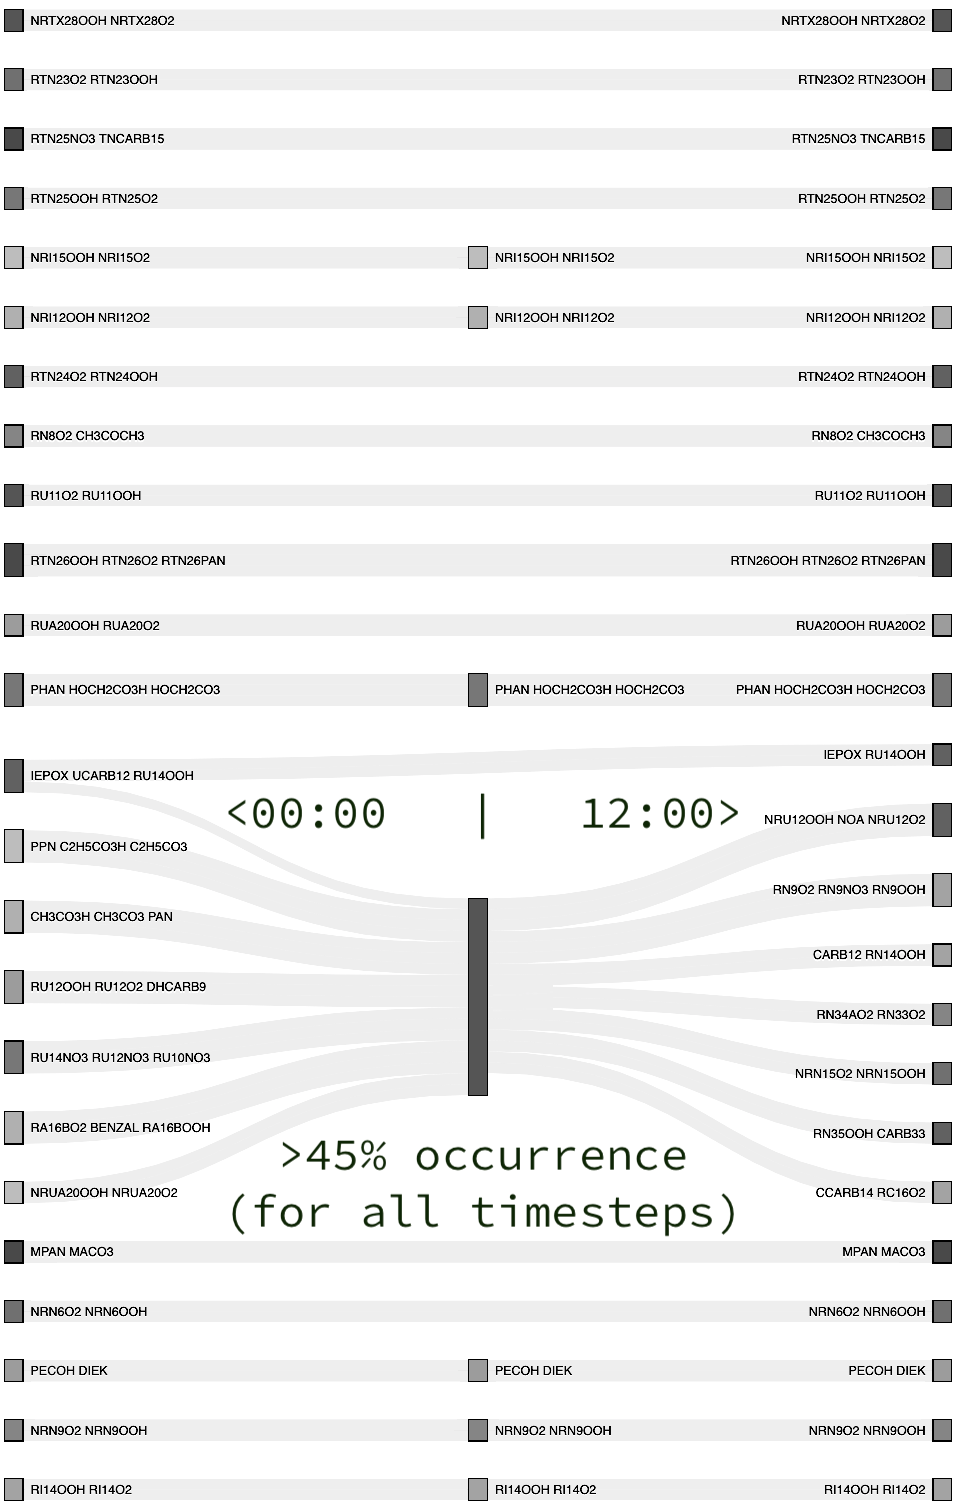 NRTX28OOH NRTX28O2 NRTX28OOH NRTX28O2
RTN23O2 RTN23OOH RTN23O2 RTN23OOH
RTN25NO3 TNCARB15 RTN25NO3 TNCARB15
RTN25OOH RTN25O2 RTN25OOH RTN25O2
NRI15OOH NRI15O2 NRI15OOH NRI15O2 NRI15OOH NRI15O2
NRI12OOH NRI12O2 NRI12OOH NRI12O2 NRI12OOH NRI12O2
RTN24O2 RTN24OOH RTN24O2 RTN24OOH
RN8O2 CH3COCH3 RN8O2 CH3COCH3
RU11O2 RU11OOH RU11O2 RU11OOH
RTN26OOH RTN26O2 RTN26PAN RTN26OOH RTN26O2 RTN26PAN
RUA20OOH RUA20O2 RUA20OOH RUA20O2
PHAN HOCH2CO3H HOCH2CO3 PHAN HOCH2CO3H HOCH2CO3 PHAN HOCH2CO3H HOCH2CO3
IEPOX RU14OOH
IEPOX UCARB12 RU14OOH
<00:00 | 12:00>
NRU12OOH NOA NRU12O2
PPN C2H5CO3H C2H5CO3
RN9O2 RN9NO3 RN9OOH
CH3CO3H CH3CO3 PAN
CARB12 RN14OOH
RU12OOH RU12O2 DHCARB9
RN34AO2 RN33O2
RU14NO3 RU12NO3 RU10NO3
NRN15O2 NRN15OOH
RA16BO2 BENZAL RA16BOOH
RN35OOH CARB33
>45% occurrence
NRUA20OOH NRUA20O2
CCARB14 RC16O2
(for all timesteps)
MPAN MACO3 MPAN MACO3
NRN6O2 NRN6OOH NRN6O2 NRN6OOH
PECOH DIEK PECOH DIEK PECOH DIEK
NRN9O2 NRN9OOH NRN9O2 NRN9OOH NRN9O2 NRN9OOH
RI14OOH RI14O2 RI14OOH RI14O2 RI14OOH RI14O2